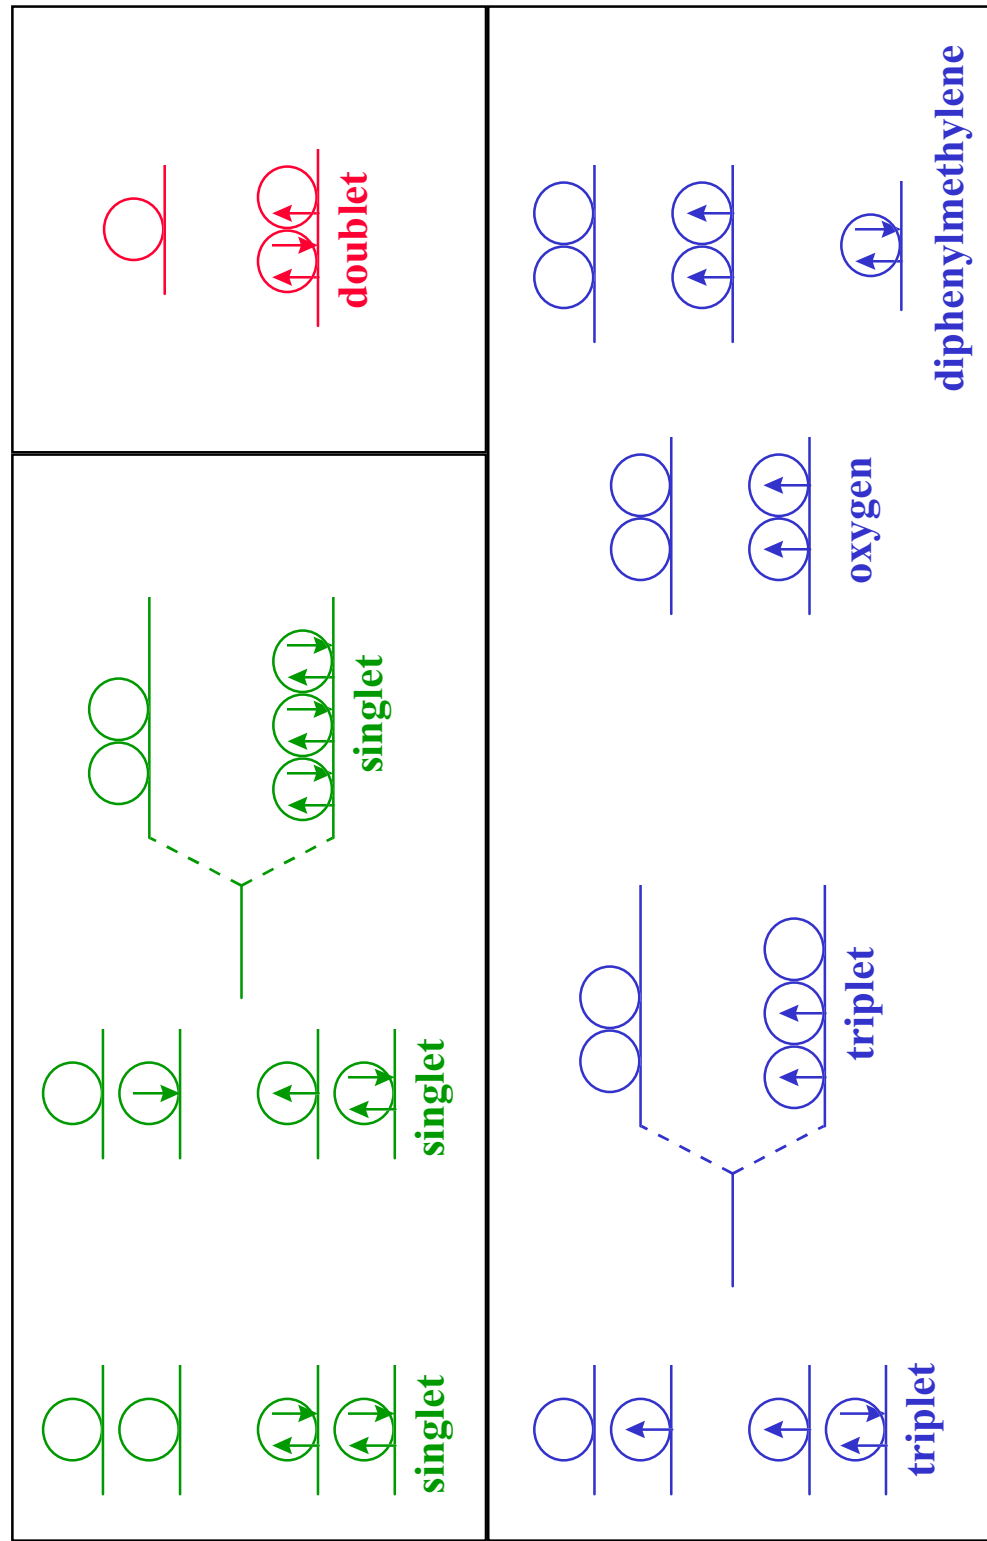 singlet
singlet
singlet
doublet
triplet
triplet
oxygen
diphenylmethylene